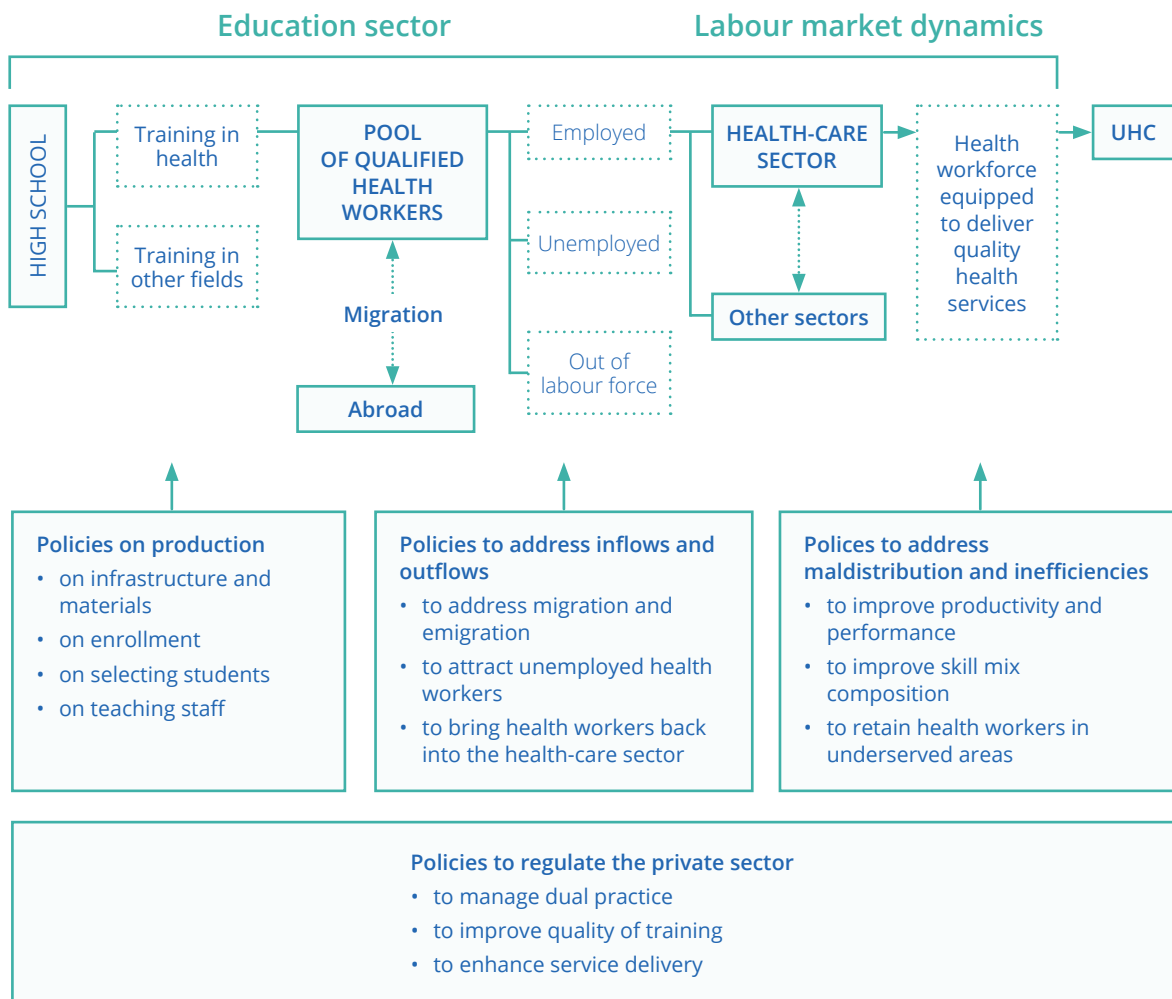 Education sector
Labour market dynamics
HIGH SCHOOL
Training in
health
Training in
other fields
POOL
OF QUALIFIED
HEALTH
WORKERS
Migration
Abroad
Employed
Unemployed
Out of
labour force
HEALTH-CARE
SECTOR
Other sectors
Health
workforce
equipped
to deliver
quality
health
services
UHC
Policies on production
• on infrastructure and
materials
• on enrollment
• on selecting students
• on teaching staff
Policies to address inflows and
outflows
• to address migration and
emigration
• to attract unemployed health
workers
• to bring health workers back
into the health-care sector
Polices to address
maldistribution and inefficiencies
• to improve productivity and
performance
• to improve skill mix
composition
• to retain health workers in
underserved areas
Policies to regulate the private sector
• to manage dual practice
• to improve quality of training
• to enhance service delivery